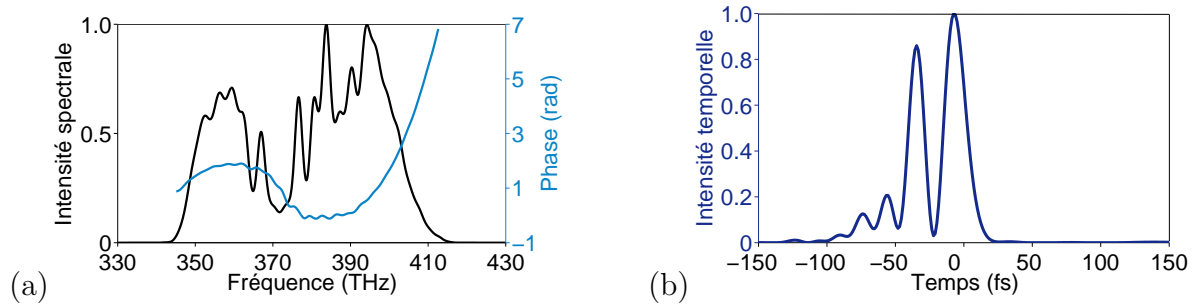 1.0
0.5
0
Intensité spectrale
330 350 370 390 410 430
Fréquence (THz)
7
5
3
1
−1
Phase (rad)
(a)
1.0
0.8
0.6
0.4
0.2
0
Intensité temporelle
−150 −100 −50 0 50 100 150
Temps (fs)
(b)